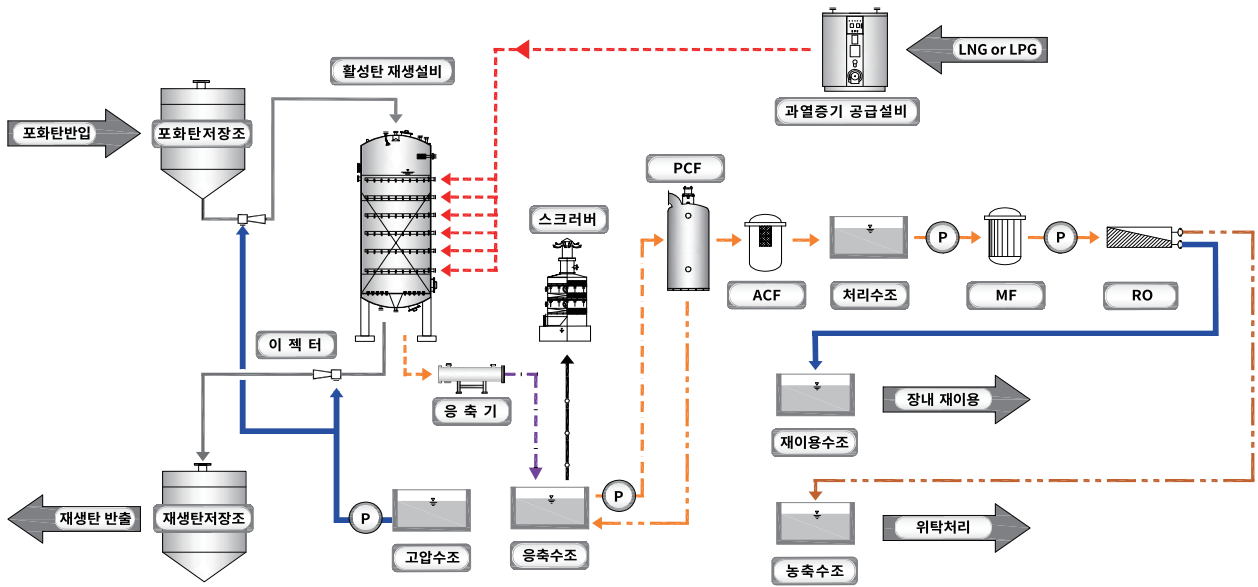 LNG or LPG
활성탄 재생설비
과열증기 공급설비
포화탄반입
포화탄저장조
PCF
스크러버
P
P
ACF
처리수조
MF
RO
이 젝 터
장내 재이용
응 축 기
재이용수조
P
P
재생탄 반출
재생탄저장조
위탁처리
고압수조
응축수조
농축수조